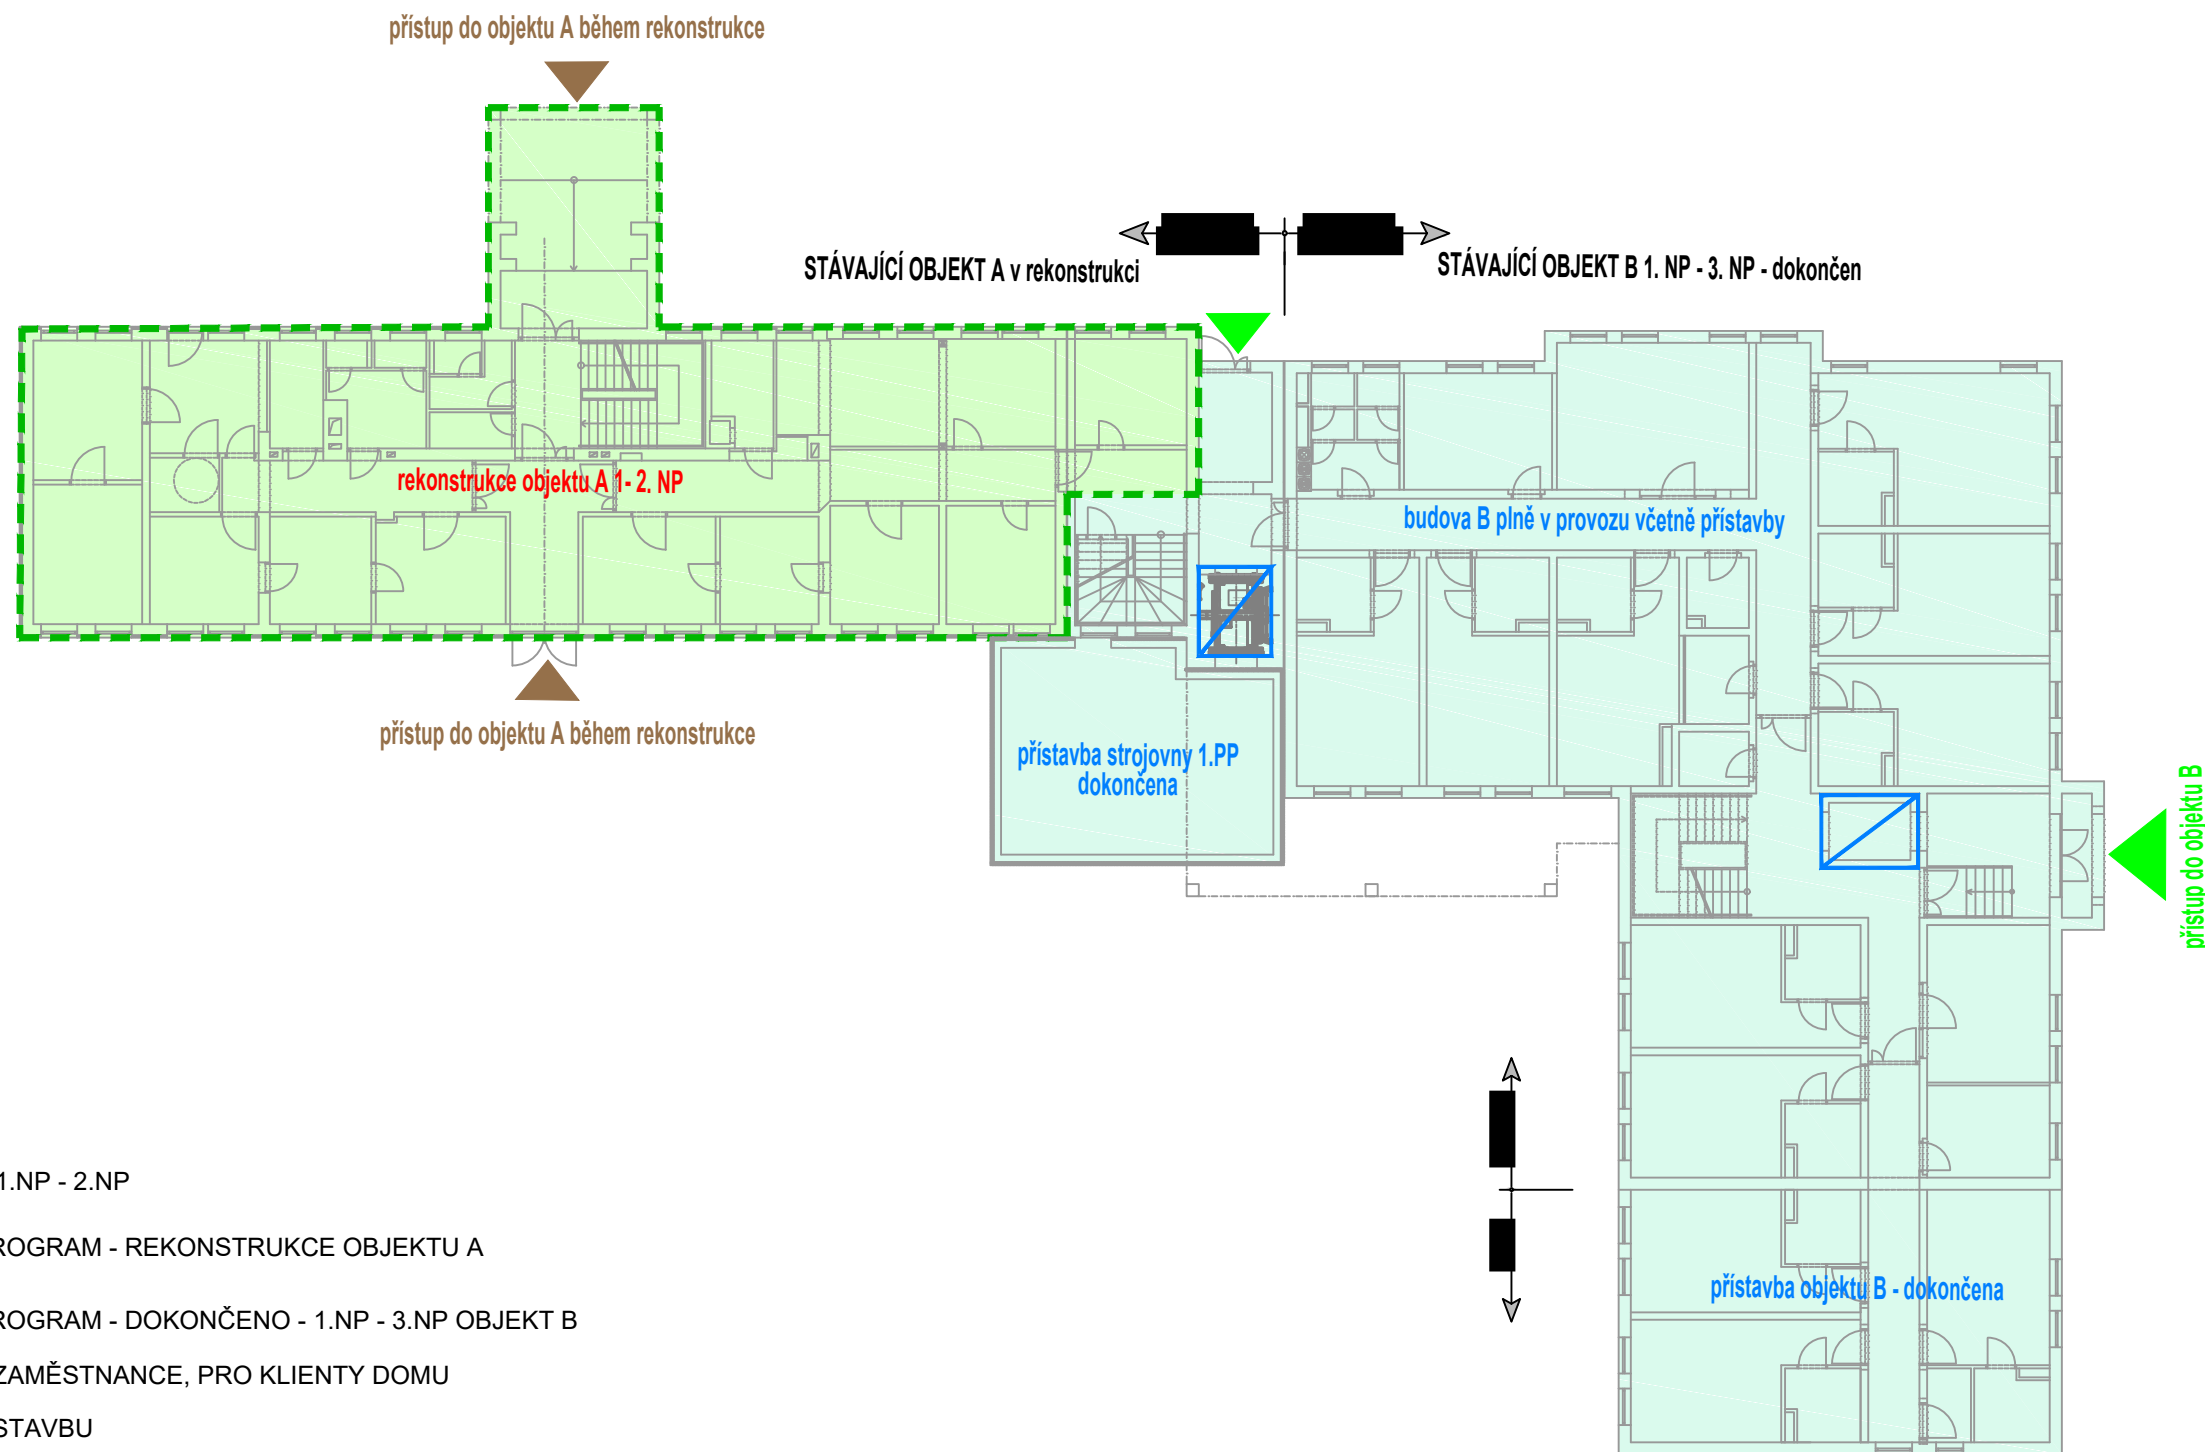 přístup do objektu A během rekonstrukce
STÁVAJÍCÍ OBJEKT A v rekonstrukci
STÁVAJÍCÍ OBJEKT B 1. NP - 3. NP - dokončen
rekonstrukce objektu A 1- 2. NP
budova B plně v provozu včetně přístavby
přístup do objektu A během rekonstrukce
přístavba strojovny 1.PP
dokončena
přístup do objektu B
přístavba objektu B - dokončena
1.NP - 2.NP
ROGRAM - REKONSTRUKCE OBJEKTU A
ROGRAM - DOKONČENO - 1.NP - 3.NP OBJEKT B
ZAMĚSTNANCE, PRO KLIENTY DOMU
STAVBU